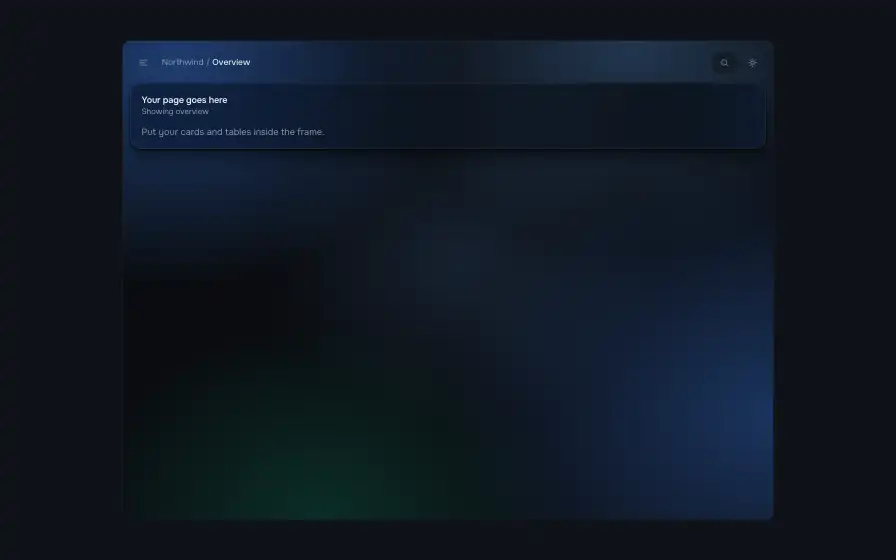 Northwind / Overview
Your page goes here
Showing overview
Put your cards and tables inside the frame.